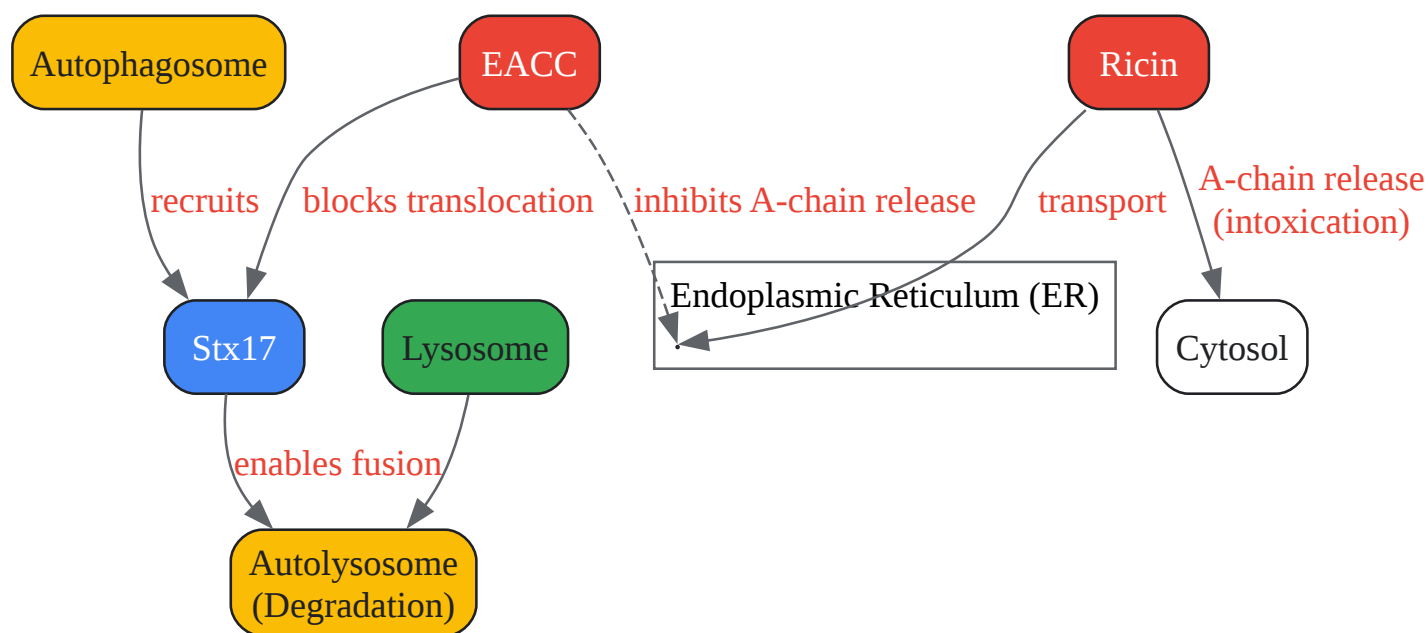 Autophagosome
EACC
Ricin
recruits
blocks translocation
inhibits A-chain release
transport
A-chain release
(intoxication)
Endoplasmic Reticulum (ER)
Stx17
Lysosome
Cytosol
enables fusion
Autolysosome
(Degradation)